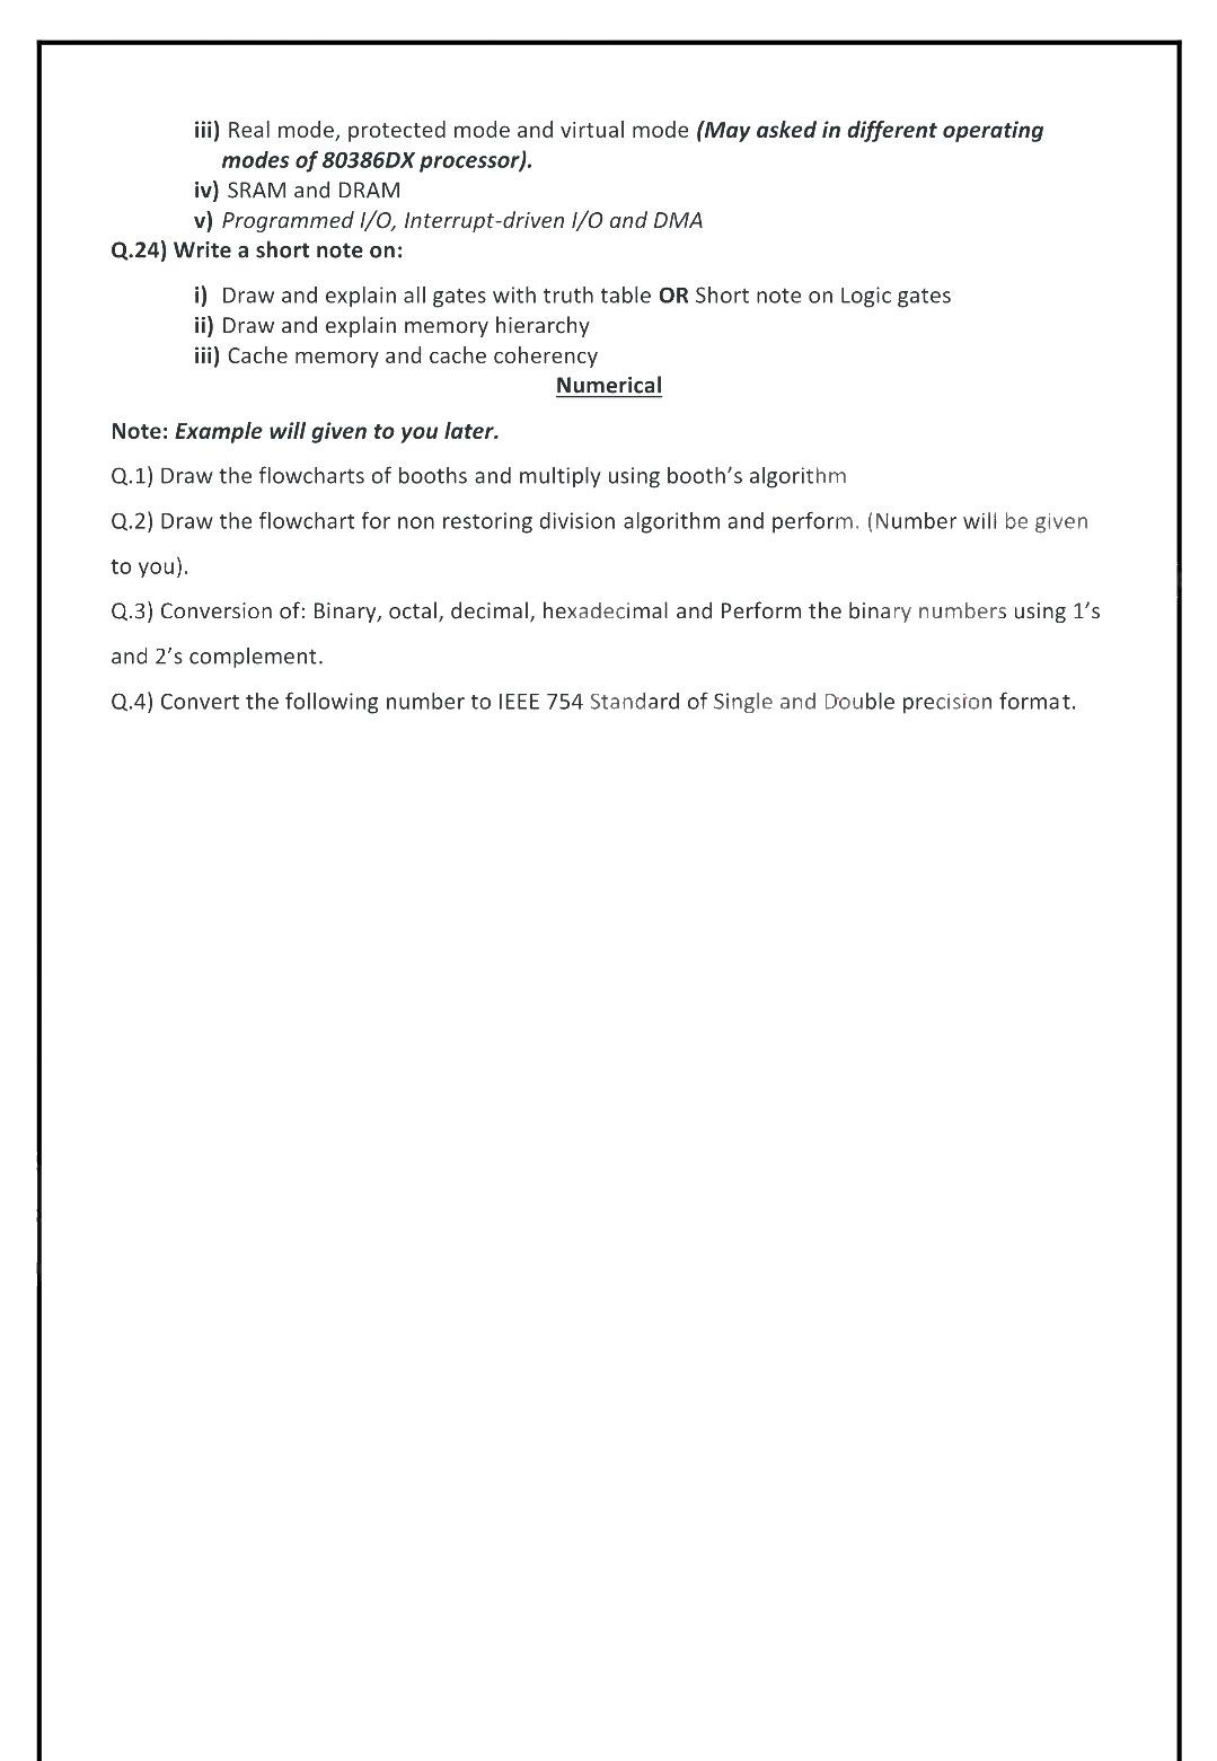 iii) Real mode, protected mode and virtual mode (May asked in different operating
modes of 80386DX processor).
iv) SRAM and DRAM
v) Programmed I/O, Interrupt-driven I/O and DMA
Q.24) Write a short note on:
i) Draw and explain all gates with truth table OR Short note on Logic gates
ii) Draw and explain memory hierarchy
iii) Cache memory and cache coherency
Numerical
Note: Example will given to you later.
Q.1) Draw the flowcharts of booths and multiply using booth's algorithm
Q.2) Draw the flowchart for non restoring division algorithm and perform. (Number will be given
to you).
Q.3) Conversion of: Binary, octal, decimal, hexadecimal and Perform the binary numbers using 1's
and 2's complement.
Q.4) Convert the following number to IEEE 754 Standard of Single and Double precision format.